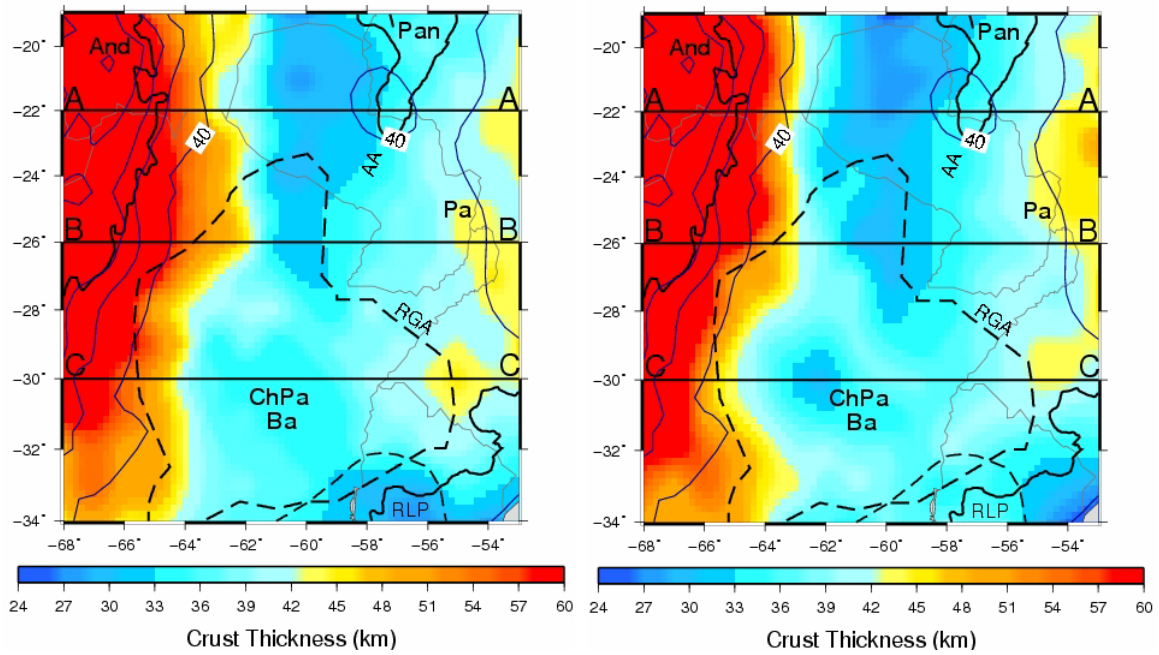 And Pan
−20° −20°
A A
−22° −22°
40 40
AA
−24° −24°
Pa
B B
−26° −26°
−28° −28°
RGA
C C
−30° −30°
ChPa
Ba
−32° −32°
RLP
−34° −34°
−68° −66° −64° −62° −60° −58° −56° −54°
−68° −66° −64° −62° −60° −58° −56° −54°
24 27 30 33 36 39 42 45 48 51 54 57 60
Crust Thickness (km)
And Pan
A A
40 40
AA
Pa
B B
RGA
C C
ChPa
Ba
RLP
24 27 30 33 36 39 42 45 48 51 54 57 60
Crust Thickness (km)